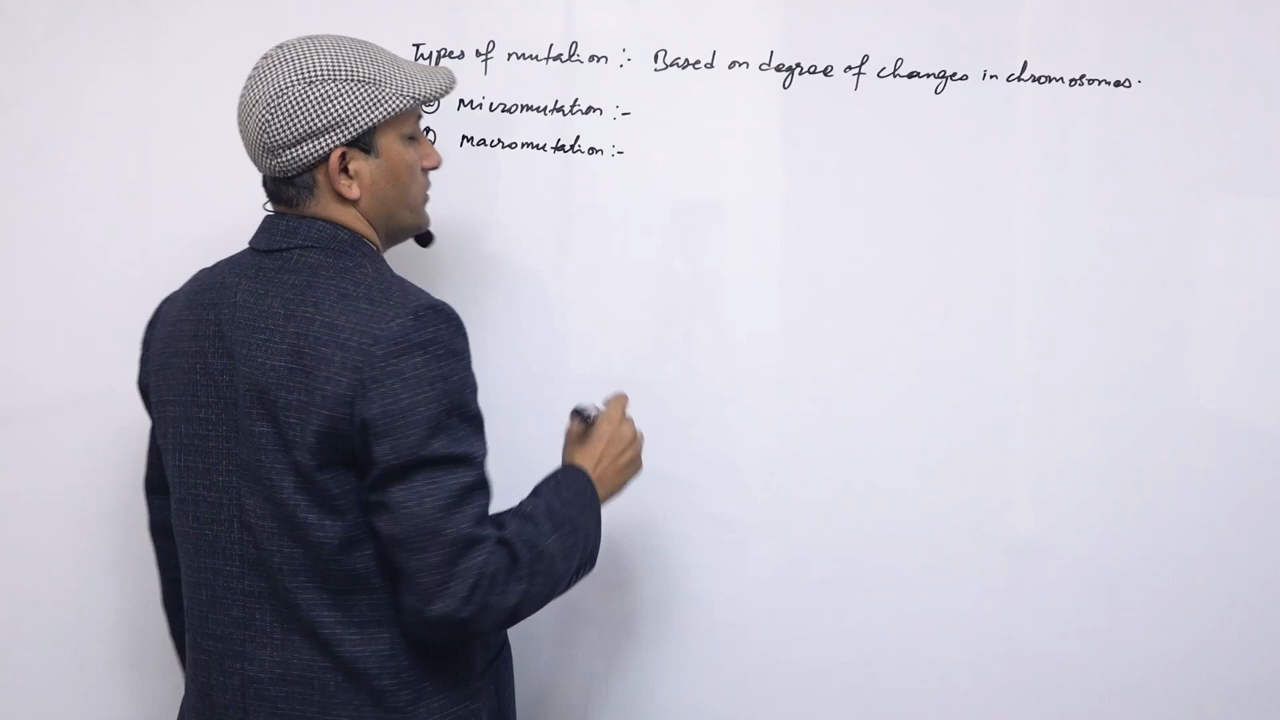 Types of mutation :- Based on degree of changes in chromosomes.
Micromutation :-
Macromutation :-